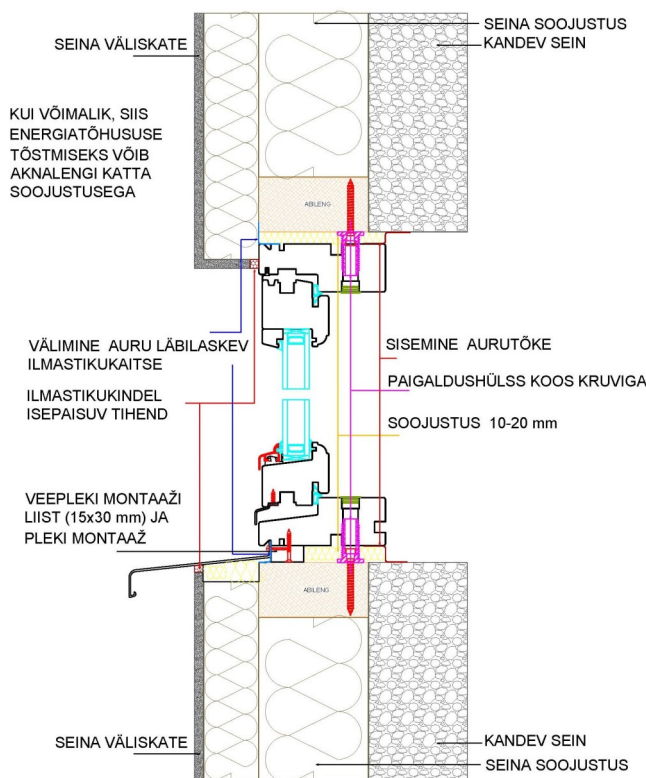 SEINA SOOJUSTUS
KANDEV SEIN
SEINA VÄLISKATE
KUI VÕIMALIK, SIIS
ENERGIATÕHUSUSE
TÕSTMISEKS VÕIB
AKNALENGI KATTA
SOOJUSTUSEGA
ABILENG
VÄLIMINE AURU LÄBILASKEV
ILMASTIKUKAITSE
SISEMINE AURUTÕKE
PAIGALDUSHÜLSS KOOS KRUVIGA
ILMASTIKUKINDEL
ISEPAISUV TIHEND
SOOJUSTUS 10-20 mm
VEEPLEKI MONTAAŽI
LIIST (15x30 mm) JA
PLEKI MONTAAŽ
ABILENG
SEINA VÄLISKATE
KANDEV SEIN
SEINA SOOJUSTUS